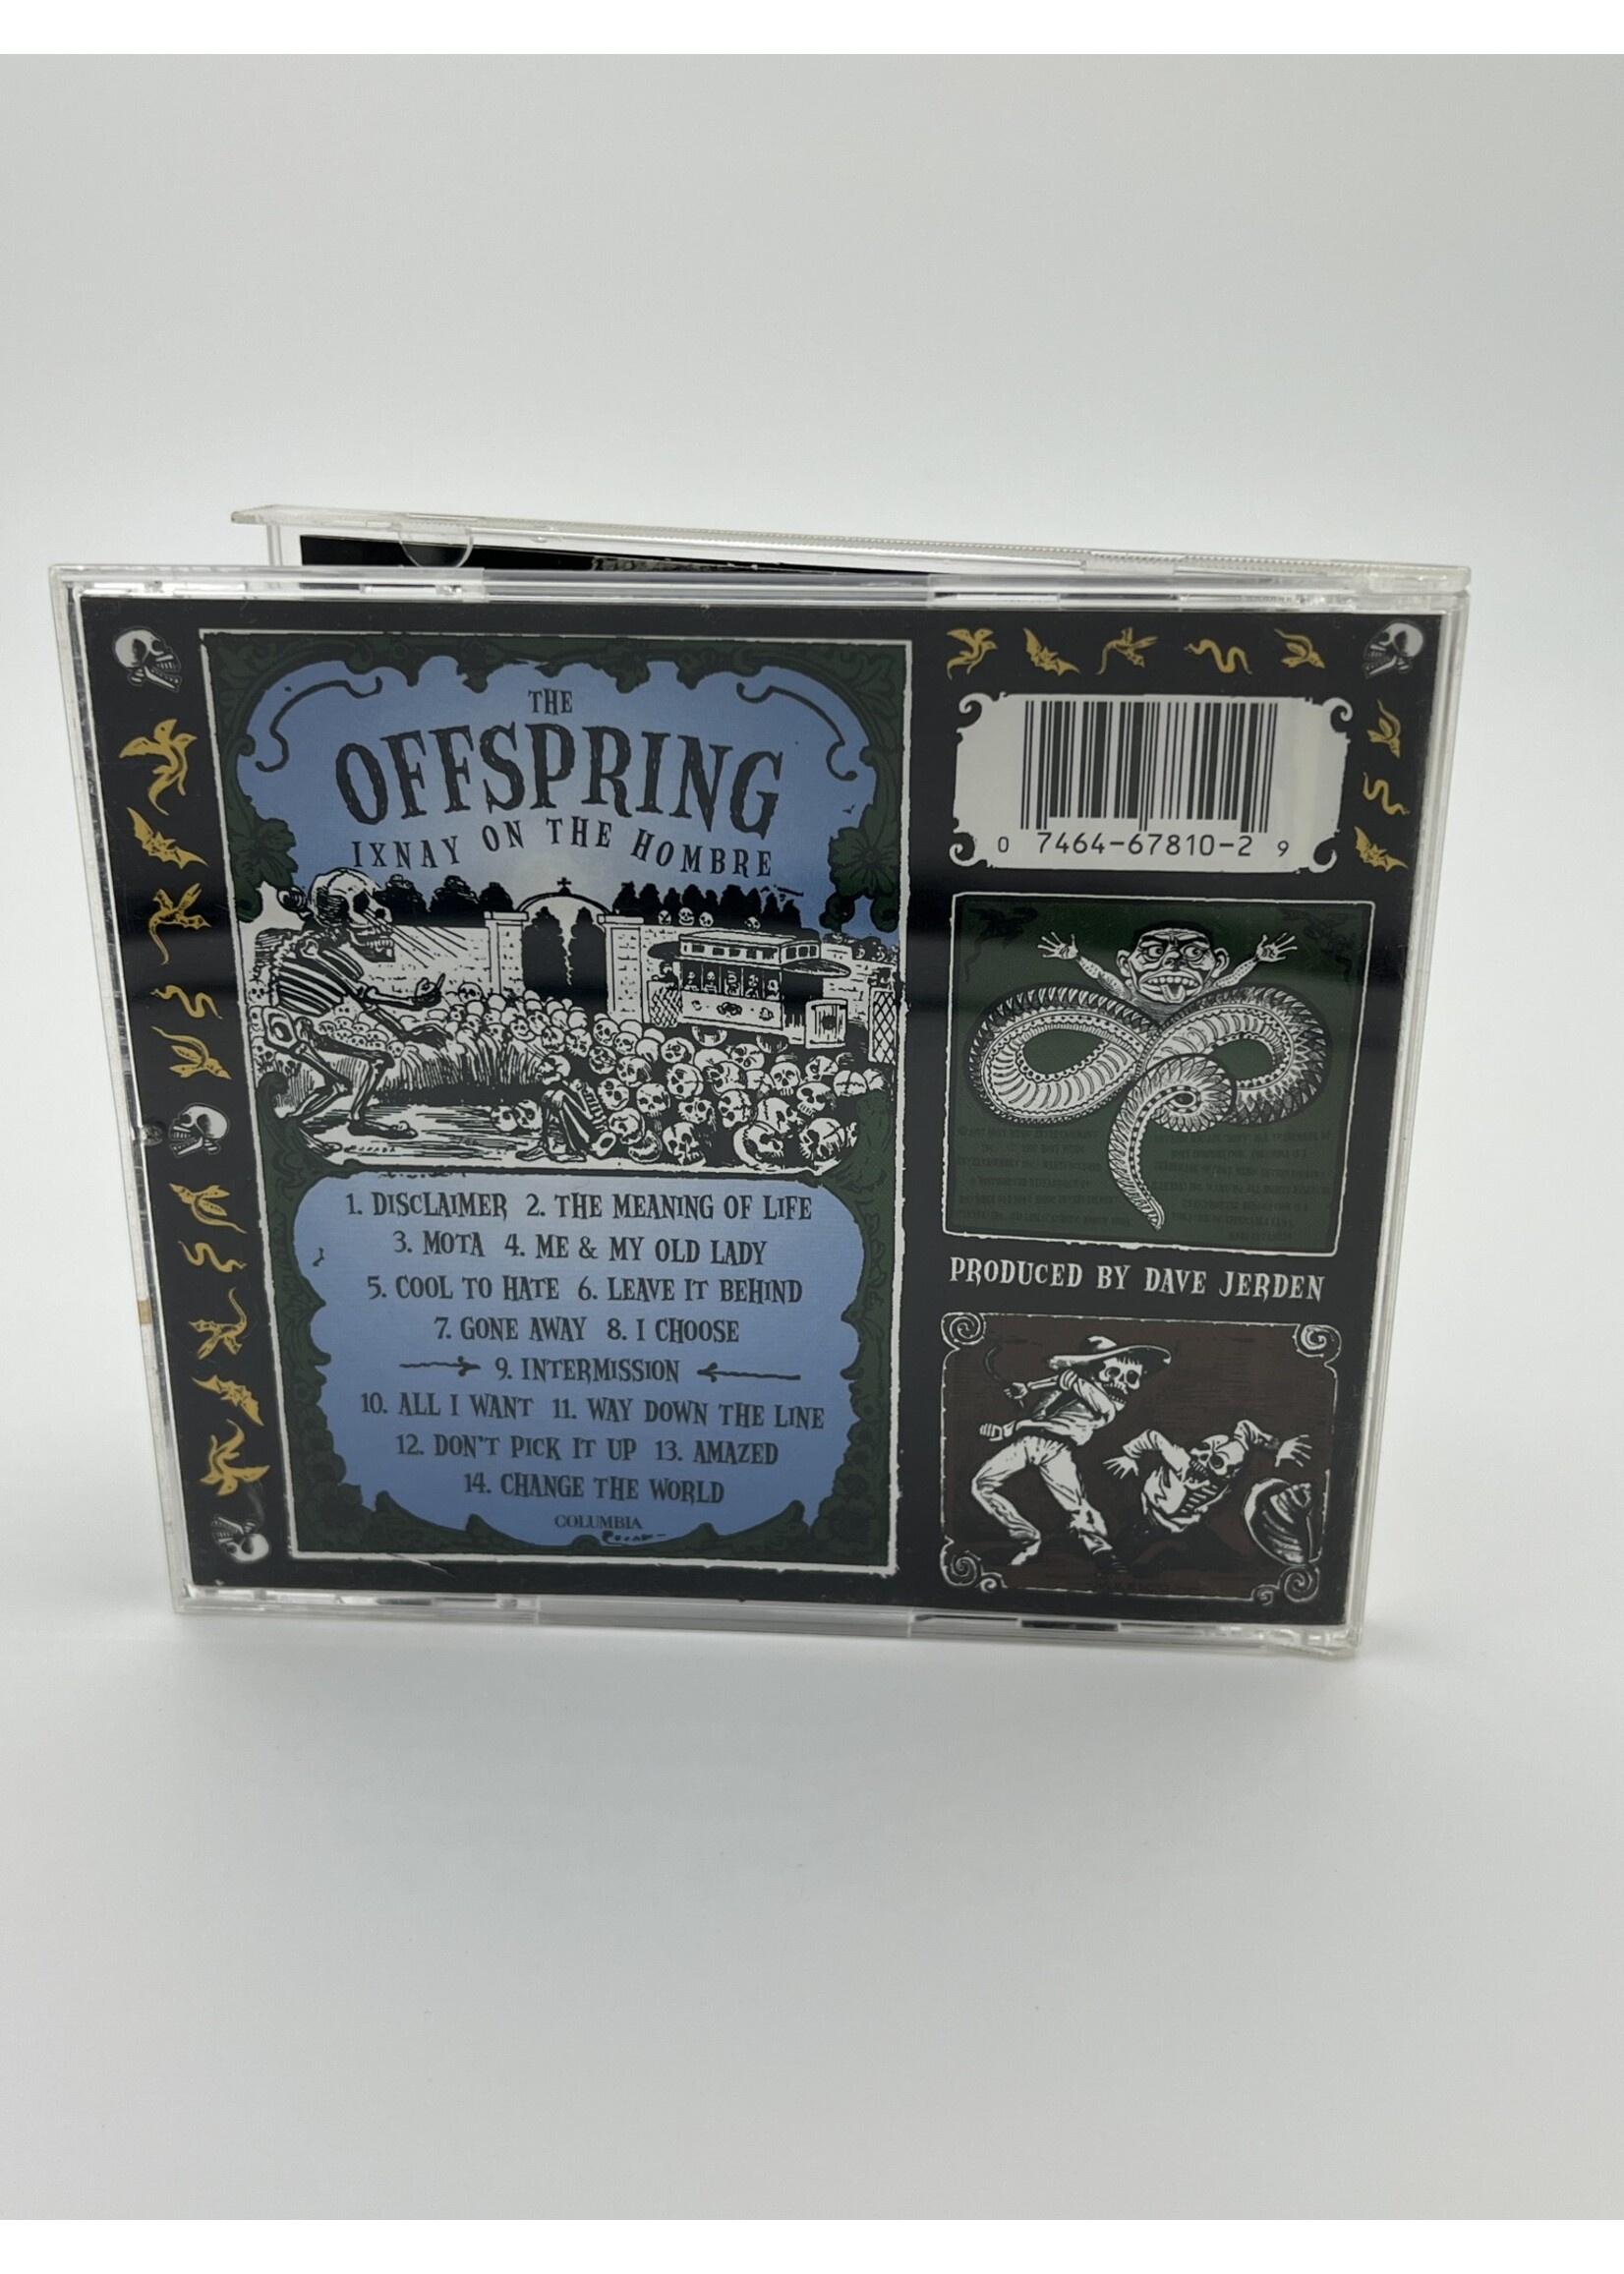 THE
OFFSPRING
IXNAY ON THE HOMBRE
1. DISCLAIMER 2. THE MEANING OF LIFE
3. MOTA 4. ME & MY OLD LADY
5. COOL TO HATE 6. LEAVE IT BEHIND
7. GONE AWAY 8. I CHOOSE
9. INTERMISSION
10. ALL I WANT 11. WAY DOWN THE LINE
12. DON'T PICK IT UP 13. AMAZED
14. CHANGE THE WORLD
COLUMBIA
0 7464-67810-2 9
PRODUCED BY DAVE JERDEN